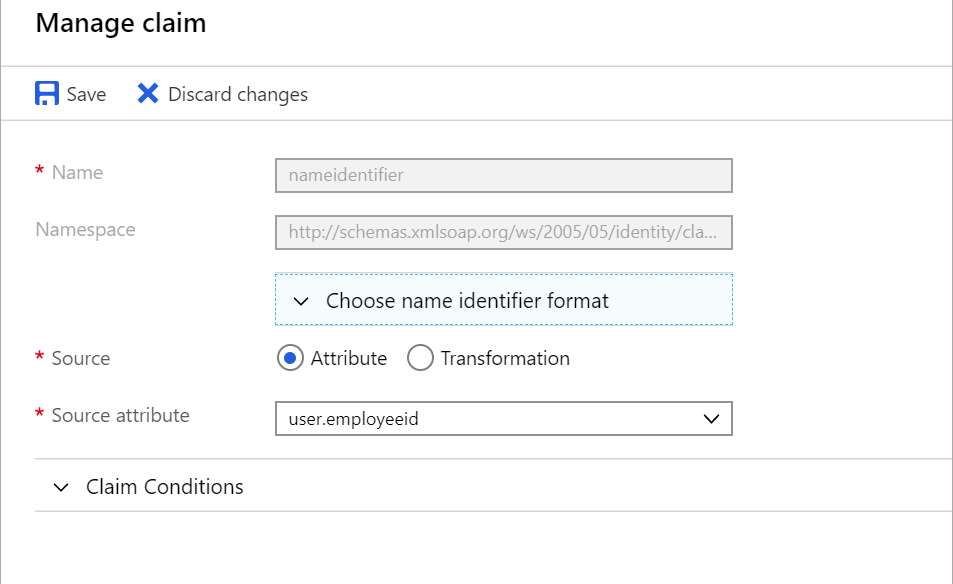 Manage claim
Save Discard changes
* Name nameidentifier
Namespace http://schemas.xmlsoap.org/ws/2005/05/identity/cla...
Choose name identifier format
* Source Attribute Transformation
* Source attribute user.employeeid
Claim Conditions